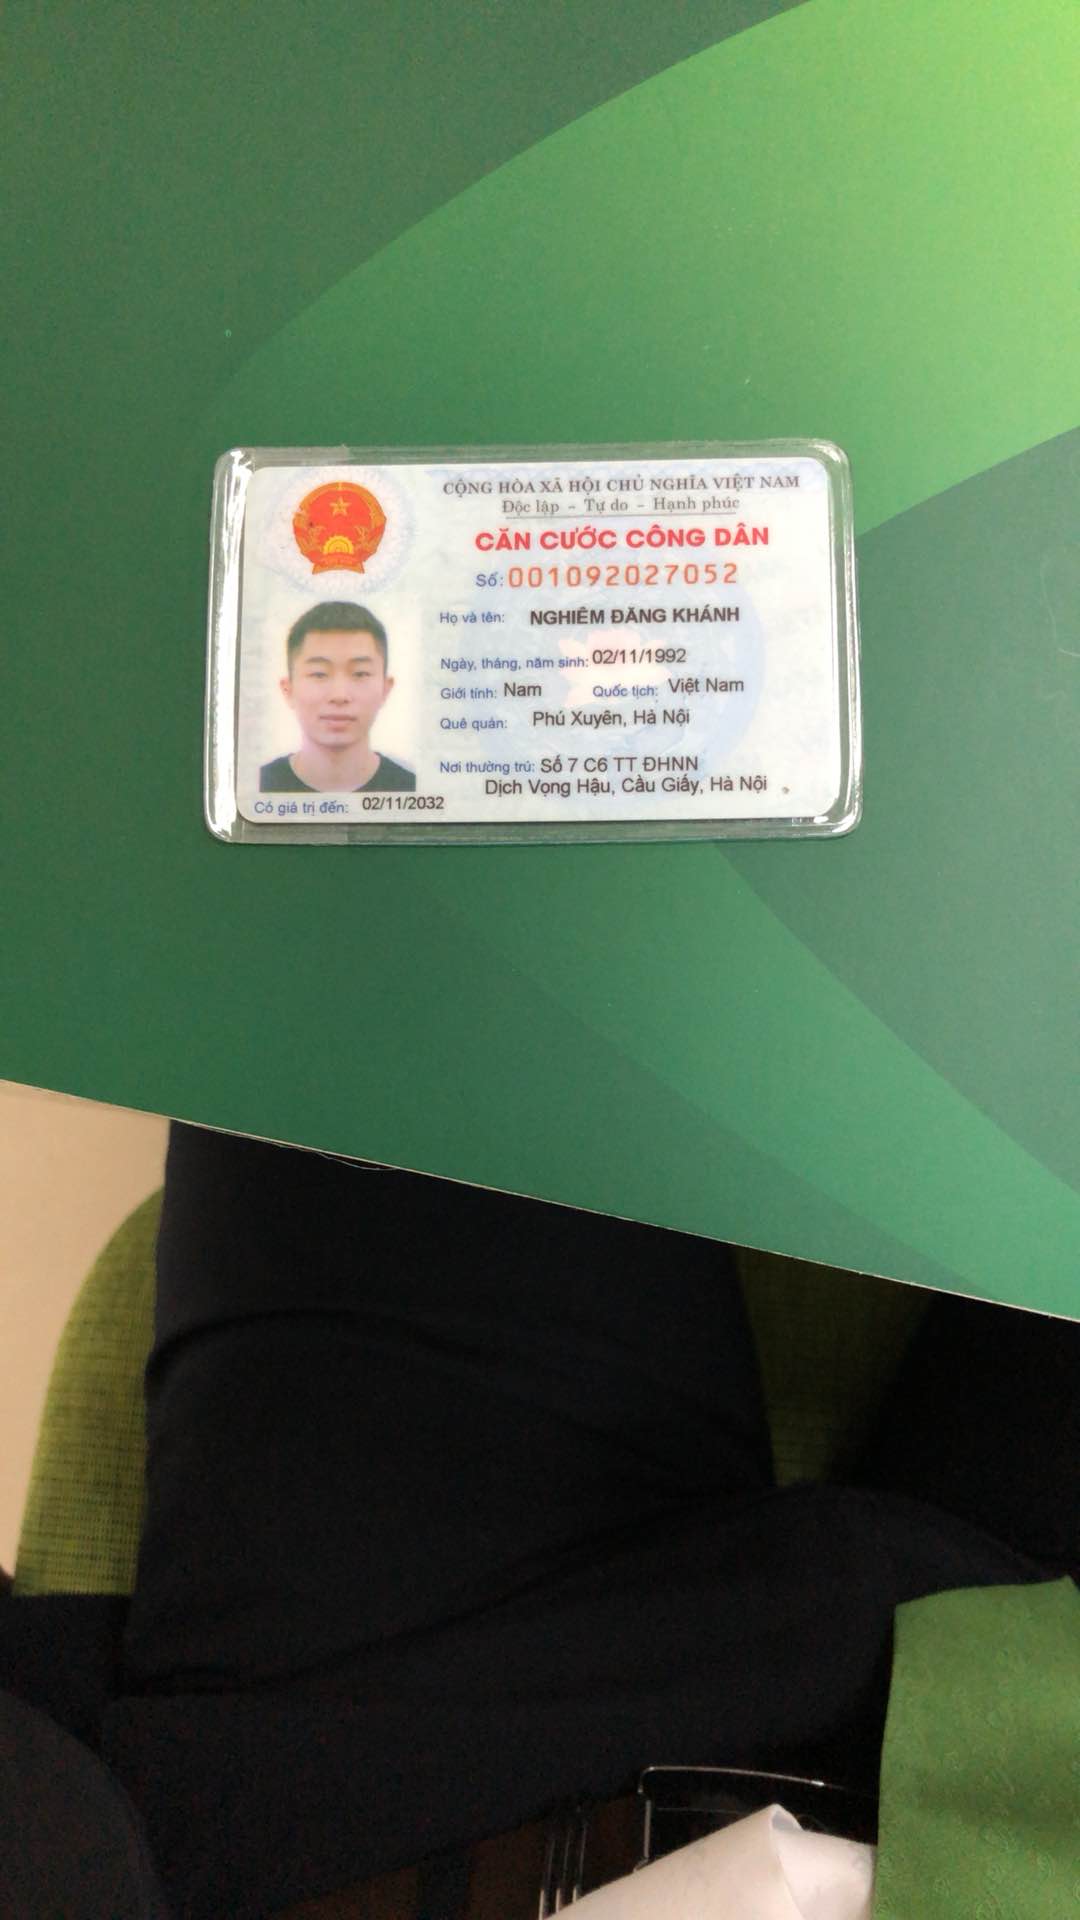 CỘNG HÒA XÃ HỘI CHỦ NGHĨA VIỆT NAM
Độc lập - Tự do - Hạnh phúc
CĂN CƯỚC CÔNG DÂN
Số: 001092027052
Họ và tên: NGHIÊM ĐĂNG KHÁNH
Ngày, tháng, năm sinh: 02/11/1992
Giới tính: Nam Quốc tịch: Việt Nam
Quê quán: Phú Xuyên, Hà Nội
Nơi thường trú: Số 7 C6 TT ĐHNN
Dịch Vọng Hậu, Cầu Giấy, Hà Nội
Có giá trị đến: 02/11/2032